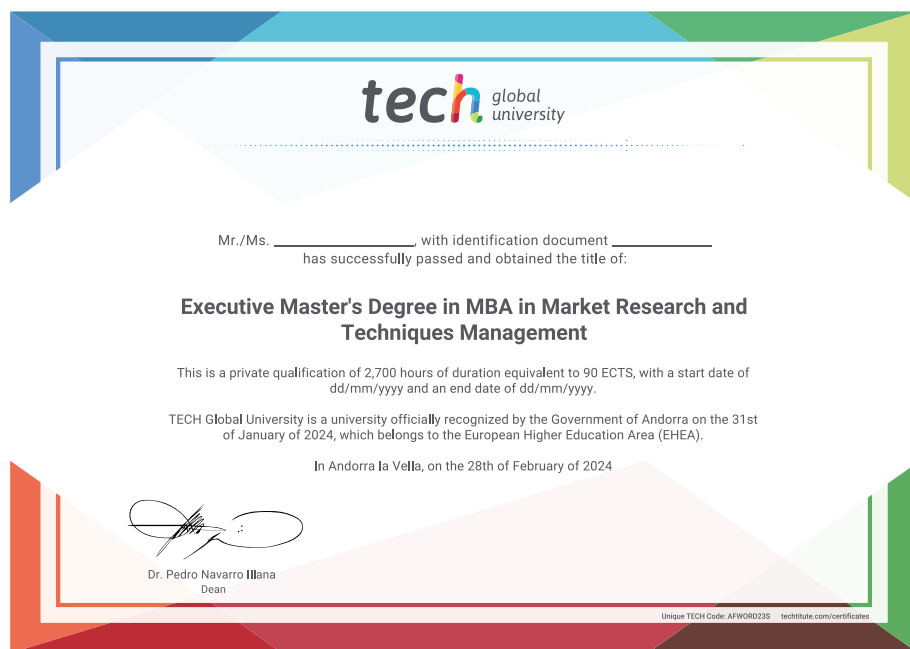 tech global
university
Mr./Ms. ____________________, with identification document ______________
has successfully passed and obtained the title of:
Executive Master's Degree in MBA in Market Research and
Techniques Management
This is a private qualification of 2,700 hours of duration equivalent to 90 ECTS, with a start date of
dd/mm/yyyy and an end date of dd/mm/yyyy.
TECH Global University is a university officially recognized by the Government of Andorra on the 31st
of January of 2024, which belongs to the European Higher Education Area (EHEA).
In Andorra la Vella, on the 28th of February of 2024
Dr. Pedro Navarro Illana
Dean
Unique TECH Code: AFWORD23S techtitute.com/certificates